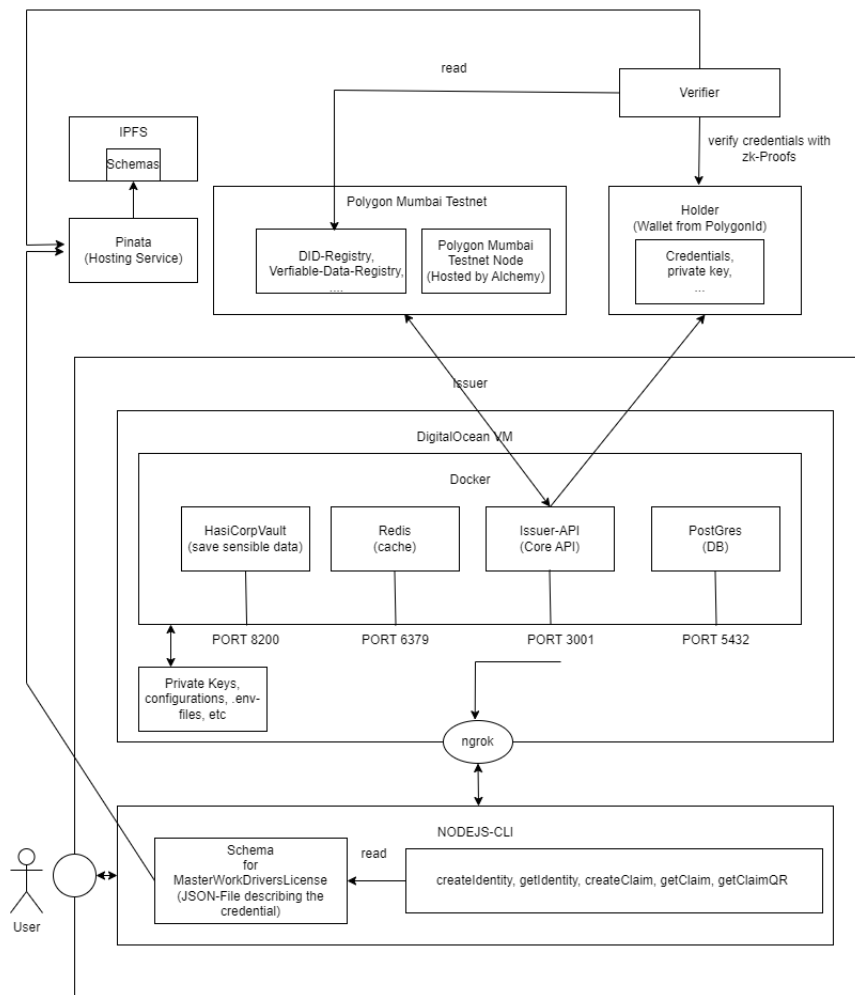 read
Verifier
verify credentials with
zk-Proofs
IPFS
Schemas
Pinata
(Hosting Service)
Polygon Mumbai Testnet
DID-Registry,
Verfiable-Data-Registry,
....
Polygon Mumbai
Testnet Node
(Hosted by Alchemy)
Holder
(Wallet from PolygonId)
Credentials,
private key,
...
Issuer
DigitalOcean VM
Docker
HasiCorpVault
(save sensible data)
Redis
(cache)
Issuer-API
(Core API)
PostGres
(DB)
PORT 8200
PORT 6379
PORT 3001
PORT 5432
Private Keys,
configurations, .env-
files, etc
ngrok
NODEJS-CLI
Schema
for
MasterWorkDriversLicense
(JSON-File describing the
credential)
read
createIdentity, getIdentity, createClaim, getClaim, getClaimQR
User